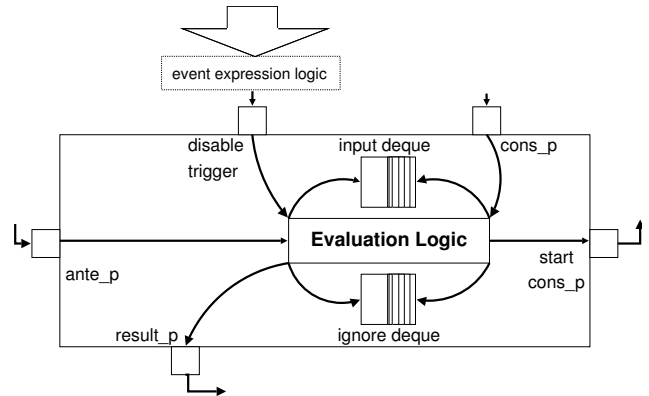 event expression logic
disable
trigger
input deque
cons_p
Evaluation Logic
ante_p
start
cons_p
result_p
ignore deque